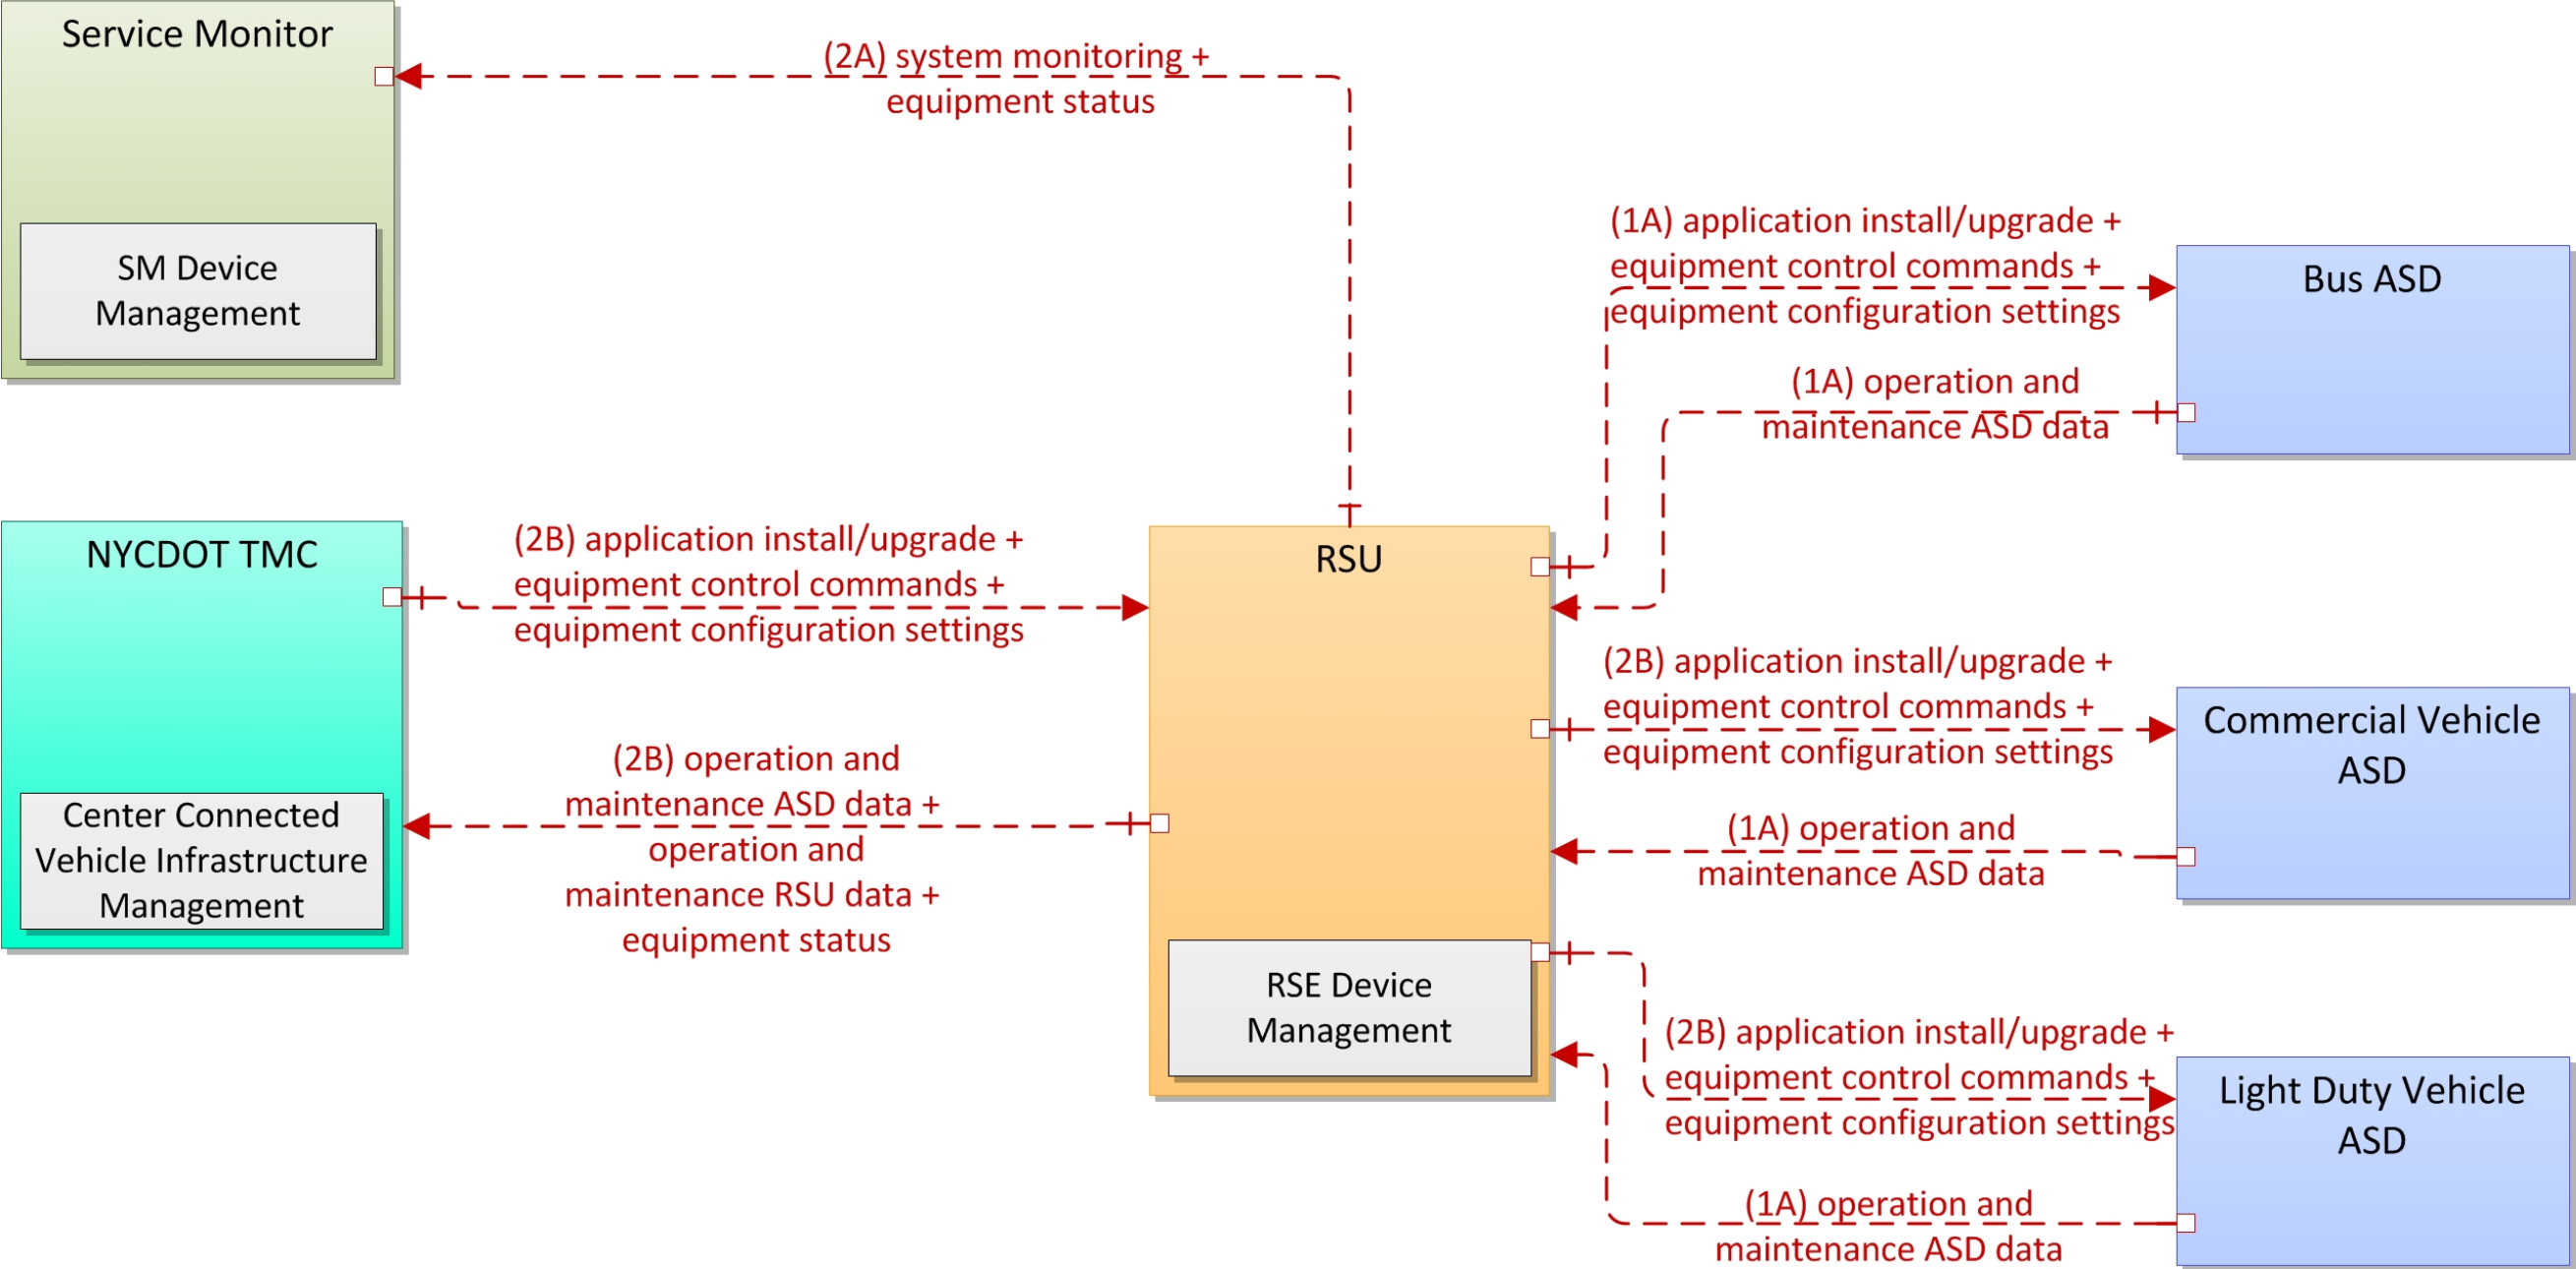 Service Monitor
SM Device
Management
(2A) system monitoring +
equipment status
(1A) application install/upgrade +
equipment control commands +
equipment configuration settings
Bus ASD
(1A) operation and
maintenance ASD data
NYCDOT TMC
Center Connected
Vehicle Infrastructure
Management
(2B) application install/upgrade +
equipment control commands +
equipment configuration settings
(2B) operation and
maintenance ASD data +
operation and
maintenance RSU data +
equipment status
RSU
RSE Device
Management
(2B) application install/upgrade +
equipment control commands +
equipment configuration settings
Commercial Vehicle
ASD
(1A) operation and
maintenance ASD data
(2B) application install/upgrade +
equipment control commands +
equipment configuration settings
Light Duty Vehicle
ASD
(1A) operation and
maintenance ASD data